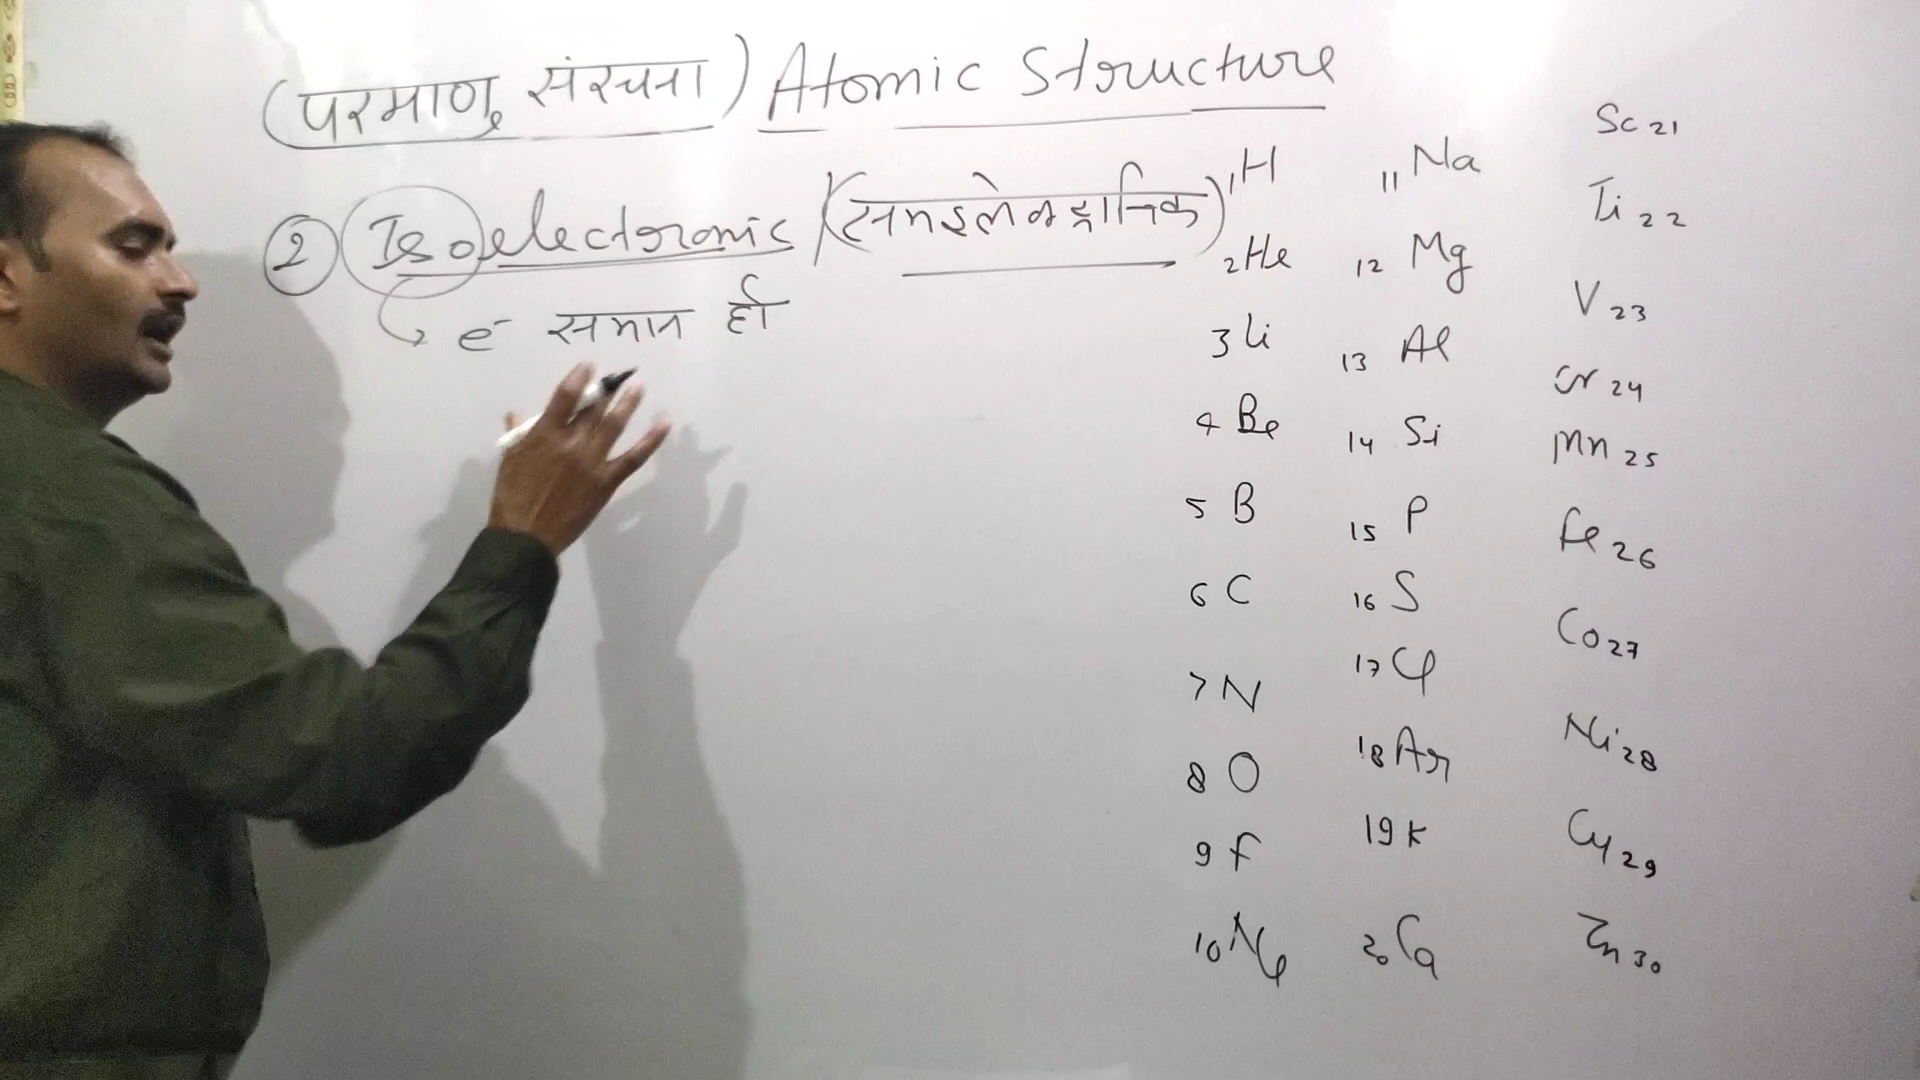 (परमाणु संरचना) Atomic Structure
② Isoelectronic (समइलेक्ट्रानिक)
e⁻ समान हो
₁H
₂He
₃Li
₄Be
₅B
₆C
₇N
₈O
₉F
₁₀Ne
₁₁Na
₁₂Mg
₁₃Al
₁₄Si
₁₅P
₁₆S
₁₇Cl
₁₈Ar
19K
₂₀Ca
Sc₂₁
Ti₂₂
V₂₃
Cr₂₄
Mn₂₅
Fe₂₆
Co₂₇
Ni₂₈
Cu₂₉
Zn₃₀